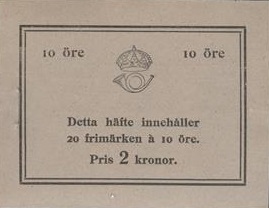 10 öre 10 öre
Detta häfte innehåller
20 frimärken à 10 öre.
Pris 2 kronor.